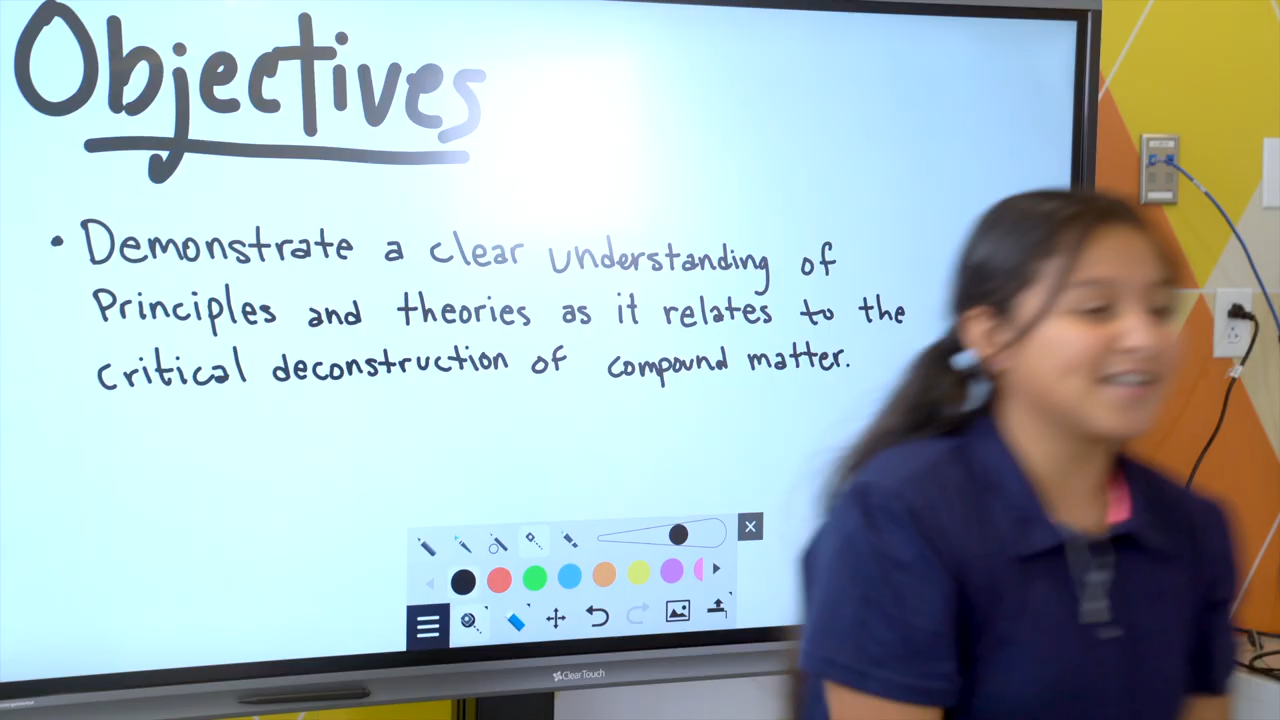 Objectives
• Demonstrate a clear understanding of
Principles and theories as it relates to the
critical deconstruction of compound matter.
ClearTouch